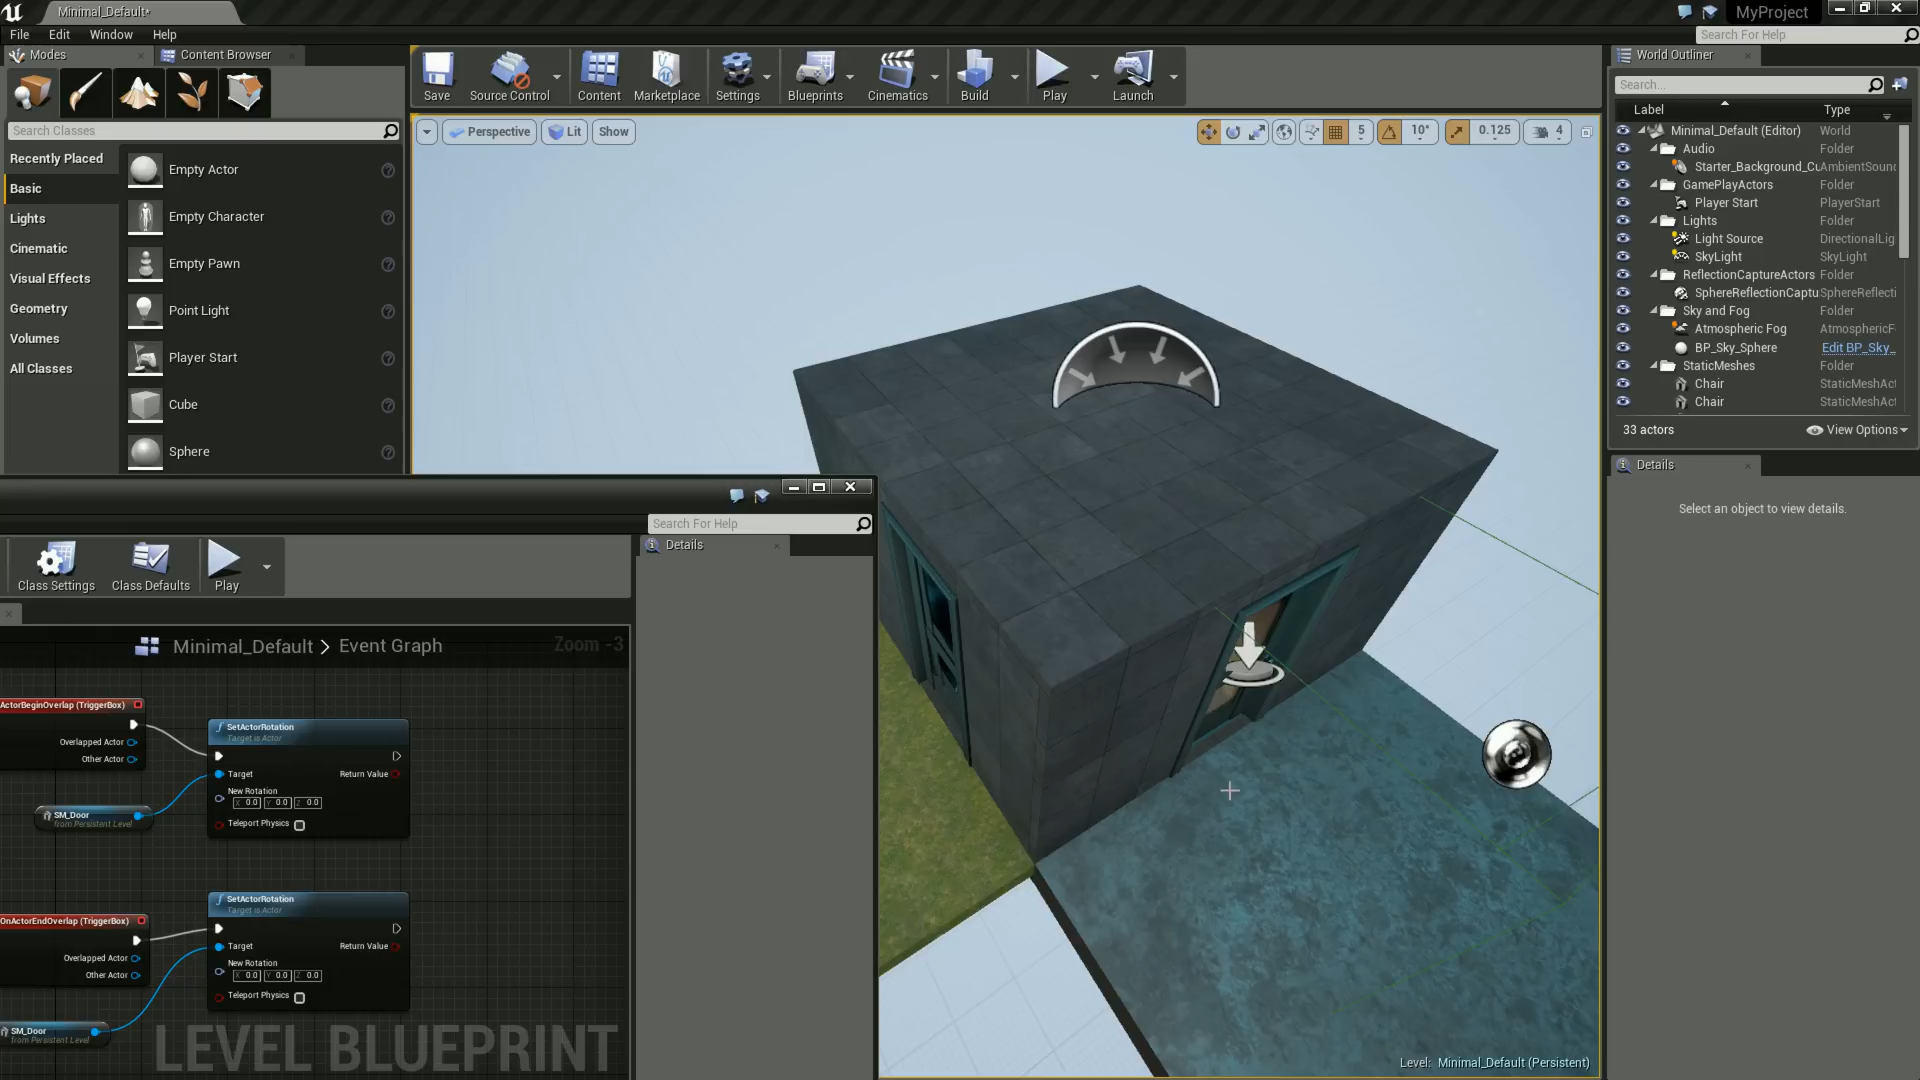 Minimal_Default•
MyProject
File Edit Window Help
Search For Help
Modes
Content Browser
Save
Source Control
Content
Marketplace
Settings
Blueprints
Cinematics
Build
Play
Launch
World Outliner
Search...
Label Type
Search Classes
Perspective
Lit
Show
5
10°
0.125
4
Recently Placed
Basic
Lights
Cinematic
Visual Effects
Geometry
Volumes
All Classes
Empty Actor
Empty Character
Empty Pawn
Point Light
Player Start
Cube
Sphere
Minimal_Default (Editor) World
Audio Folder
Starter_Background_Cu AmbientSound
GamePlayActors Folder
Player Start PlayerStart
Lights Folder
Light Source DirectionalLig
SkyLight SkyLight
ReflectionCaptureActors Folder
SphereReflectionCaptu SphereReflecti
Sky and Fog Folder
Atmospheric Fog AtmosphericF
BP_Sky_Sphere Edit BP_Sky_
StaticMeshes Folder
Chair StaticMeshAct
Chair StaticMeshAct
33 actors
View Options
Details
Select an object to view details.
Search For Help
Details
Class Settings
Class Defaults
Play
Minimal_Default > Event Graph
Zoom -3
ActorBeginOverlap (TriggerBox)
Overlapped Actor
Other Actor
SM_Door
from Persistent Level
SetActorRotation
Target is Actor
Target Return Value
New Rotation
X 0.0 Y 0.0 Z 0.0
Teleport Physics
OnActorEndOverlap (TriggerBox)
Overlapped Actor
Other Actor
SM_Door
from Persistent Level
SetActorRotation
Target is Actor
Target Return Value
New Rotation
X 0.0 Y 0.0 Z 0.0
Teleport Physics
LEVEL BLUEPRINT
Level: Minimal_Default (Persistent)